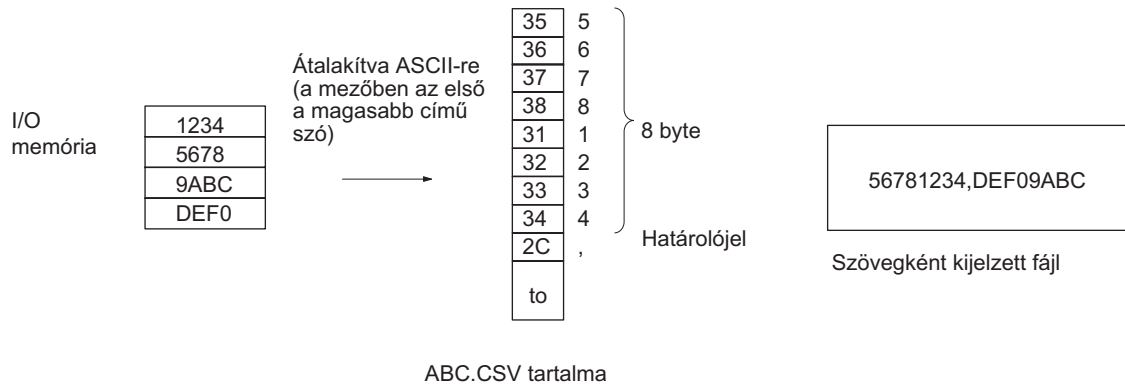 I/O
memória
1234
5678
9ABC
DEF0
Átalakítva ASCII-re
(a mezőben az első
a magasabb című
szó)
35 5
36 6
37 7
38 8
31 1
32 2
33 3
34 4
2C ,
to
8 byte
Határolójel
56781234,DEF09ABC
Szövegként kijelzett fájl
ABC.CSV tartalma